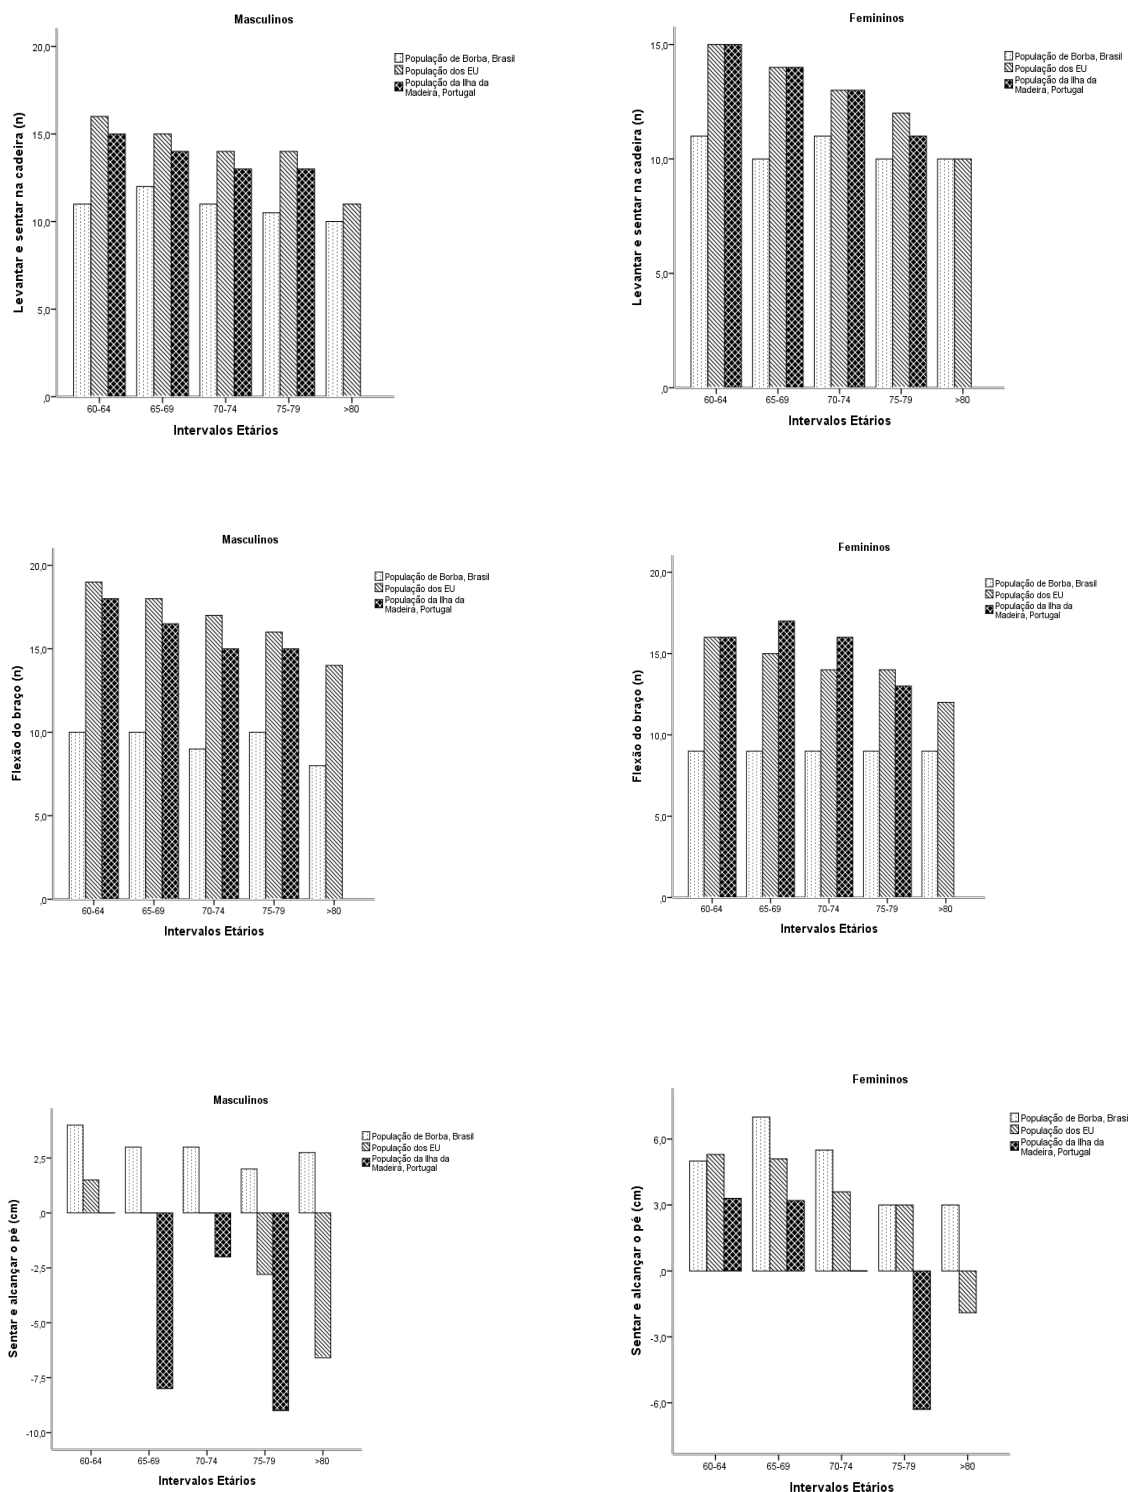 Masculinos
20,0
15,0
10,0
5,0
,0
Levantar e sentar na cadeira (n)
60-64 65-69 70-74 75-79 >80
Intervalos Etários
População de Borba, Brasil
População dos EU
População da Ilha da
Madeira, Portugal
Femininos
15,0
10,0
5,0
,0
Levantar e sentar na cadeira (n)
60-64 65-69 70-74 75-79 >80
Intervalos Etários
População de Borba, Brasil
População dos EU
População da Ilha da
Madeira, Portugal
Masculinos
20,0
15,0
10,0
5,0
,0
Flexão do braço (n)
60-64 65-69 70-74 75-79 >80
Intervalos Etários
População de Borba, Brasil
População dos EU
População da Ilha da
Madeira, Portugal
Femininos
20,0
15,0
10,0
5,0
,0
Flexão do braço (n)
60-64 65-69 70-74 75-79 >80
Intervalos Etários
População de Borba, Brasil
População dos EU
População da Ilha da
Madeira, Portugal
Masculinos
2,5
,0
-2,5
-5,0
-7,5
-10,0
Sentar e alcançar o pé (cm)
60-64 65-69 70-74 75-79 >80
Intervalos Etários
População de Borba, Brasil
População dos EU
População da Ilha da
Madeira, Portugal
Femininos
6,0
3,0
,0
-3,0
-6,0
Sentar e alcançar o pé (cm)
60-64 65-69 70-74 75-79 >80
Intervalos Etários
População de Borba, Brasil
População dos EU
População da Ilha da
Madeira, Portugal